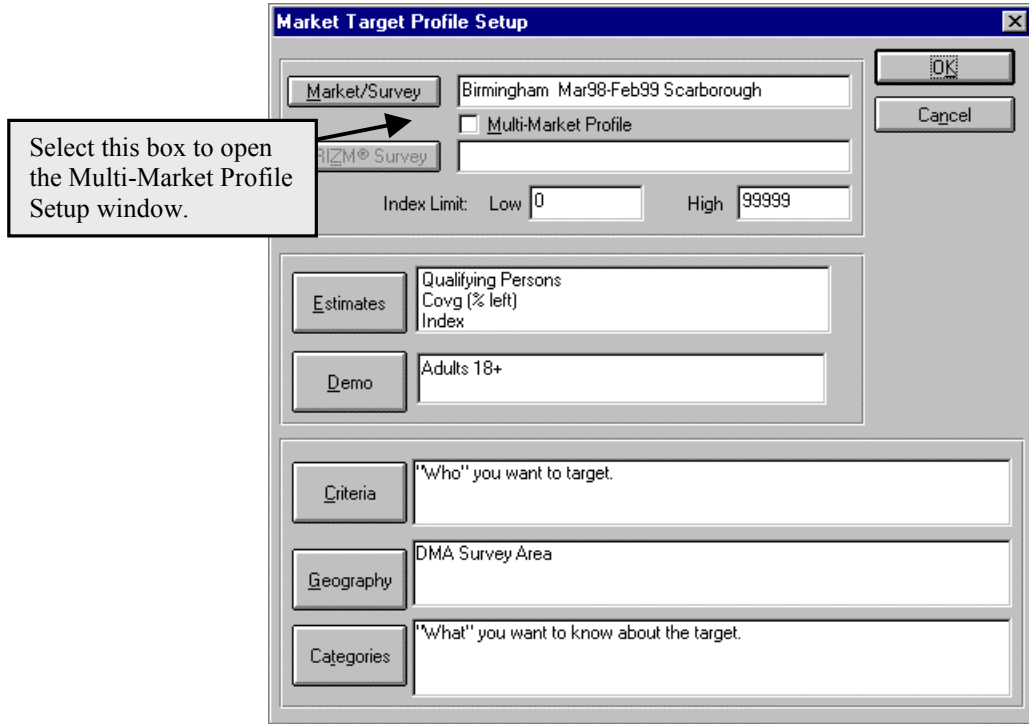 Market Target Profile Setup
OK
Market/Survey
Birmingham Mar98-Feb99 Scarborough
Cancel
Multi-Market Profile
Select this box to open
the Multi-Market Profile
Setup window.
RIZM® Survey
Index Limit: Low 0 High 99999
Estimates
Qualifying Persons
Covg (% left)
Index
Demo
Adults 18+
Criteria
"Who" you want to target.
Geography
DMA Survey Area
Categories
"What" you want to know about the target.